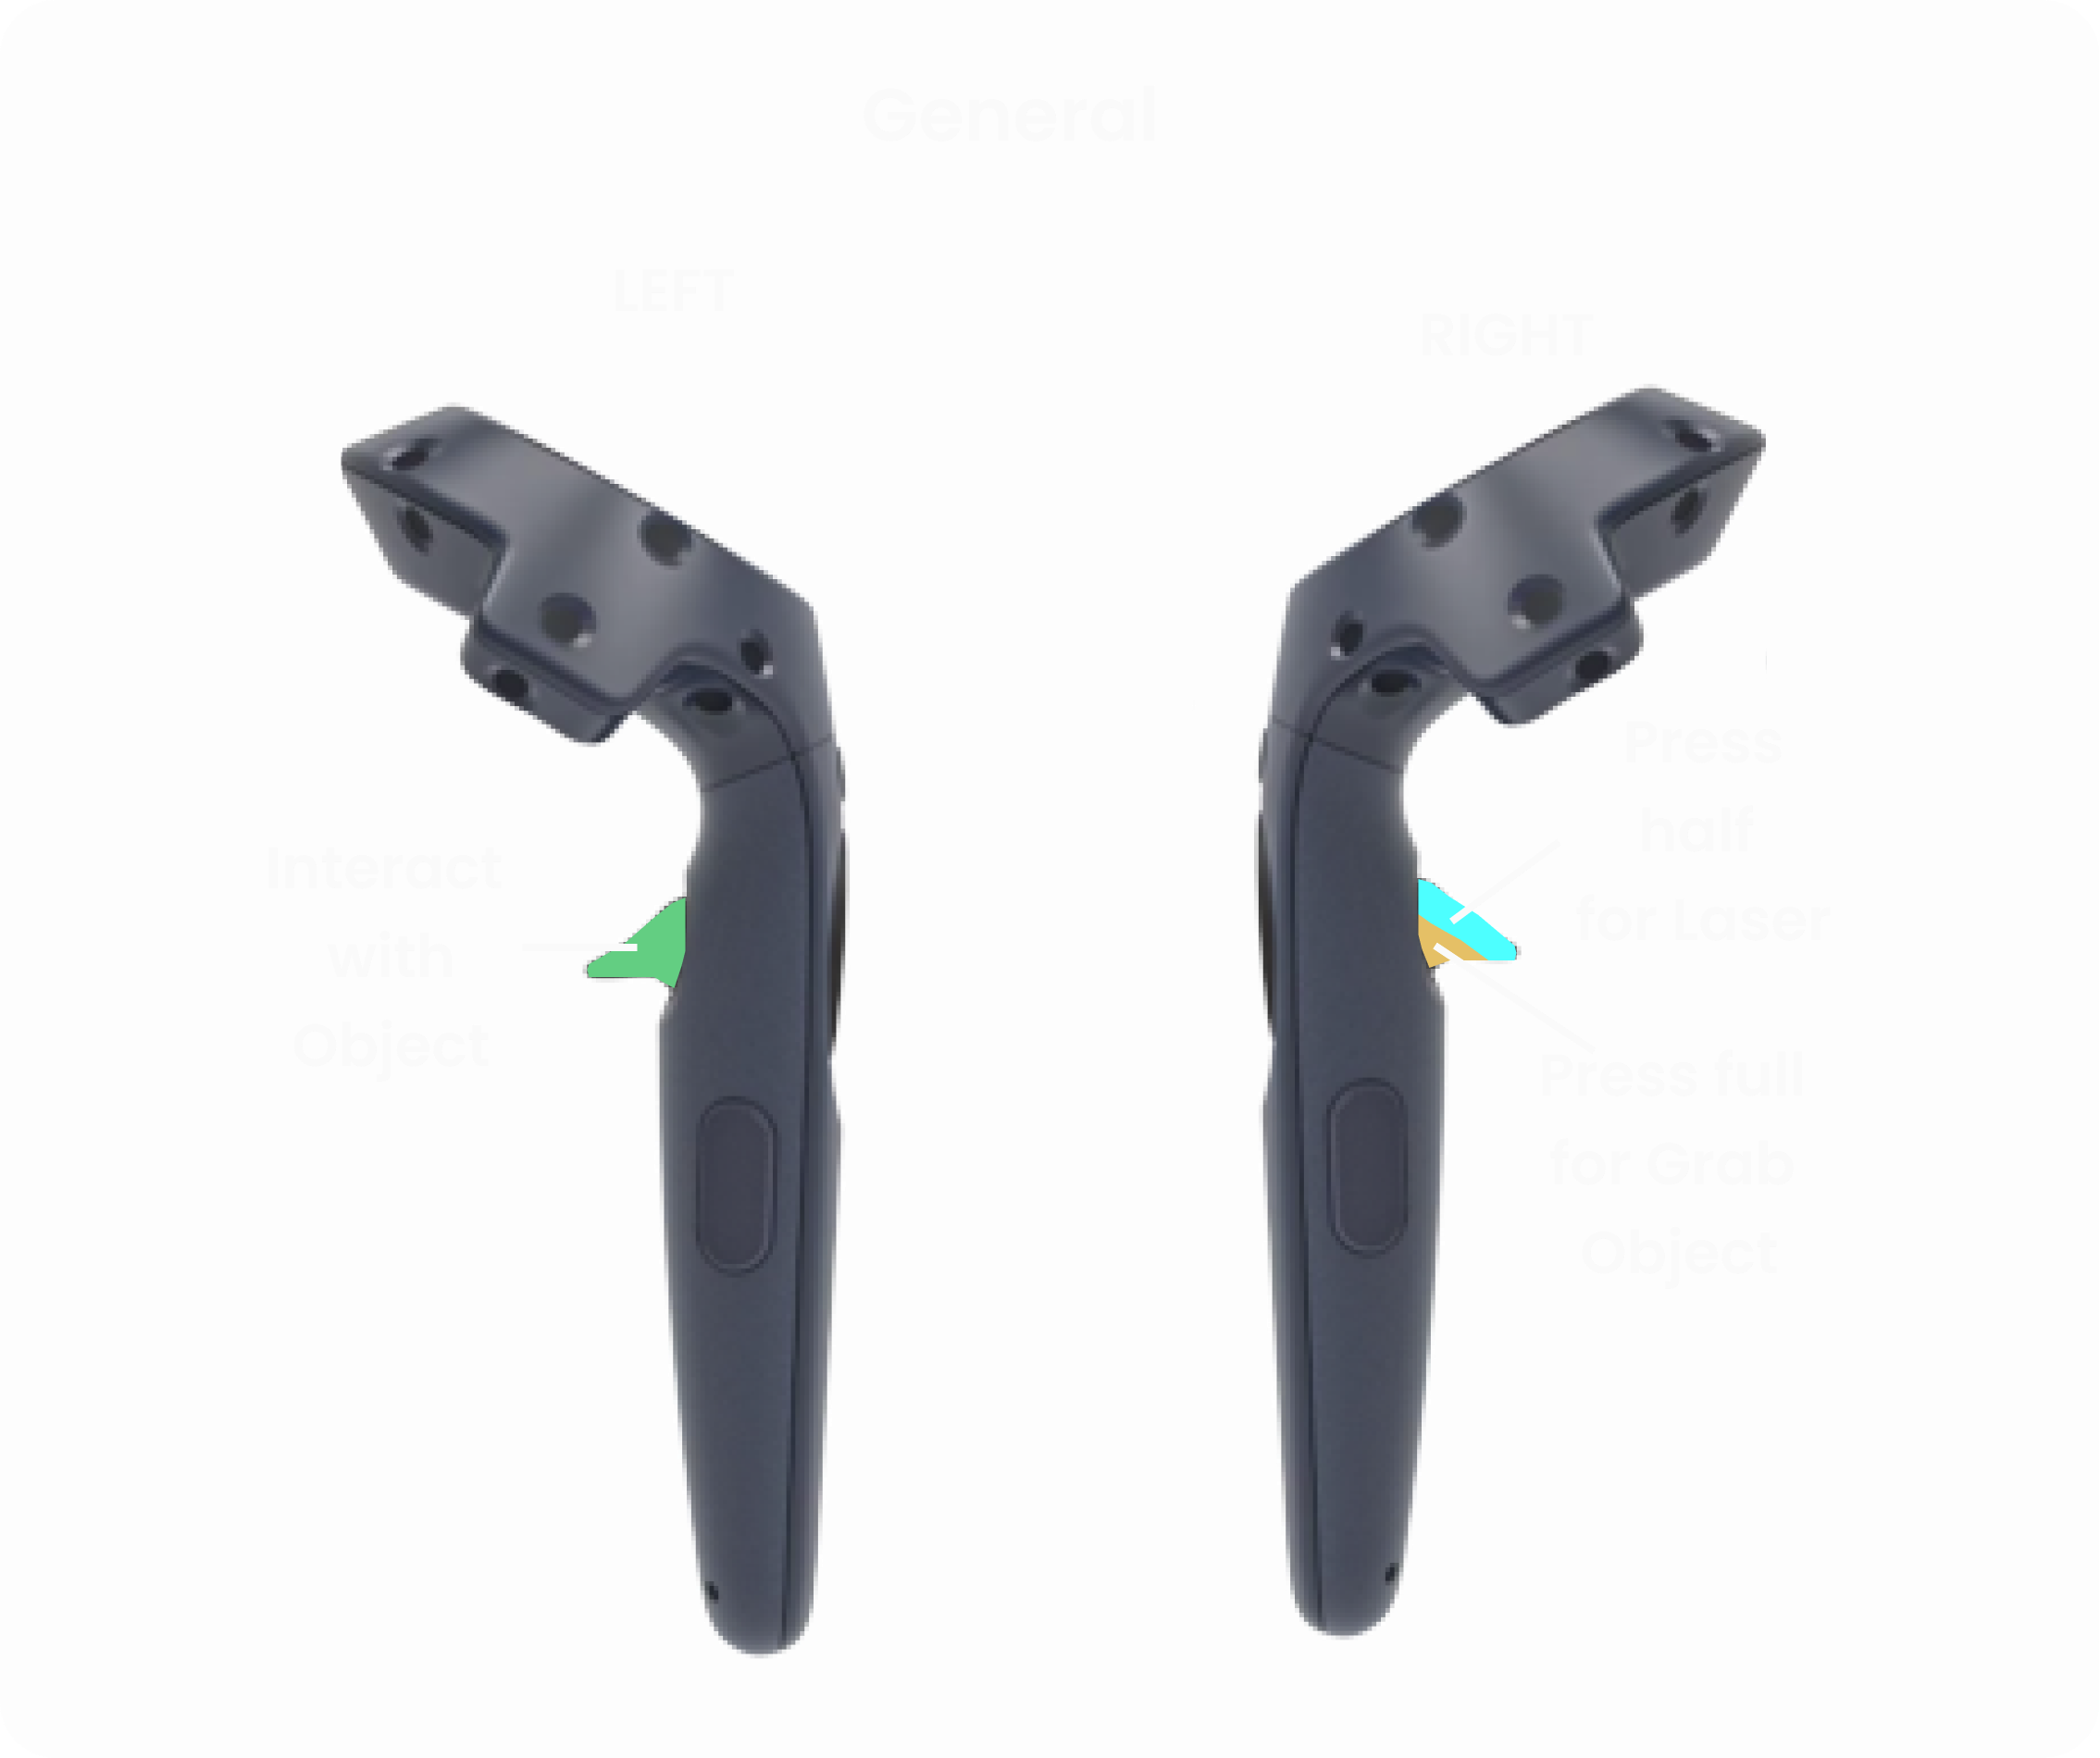 General
LEFT
RIGHT
Interact
with
Object
Press
half
for Laser
Press full
for Grab
Object